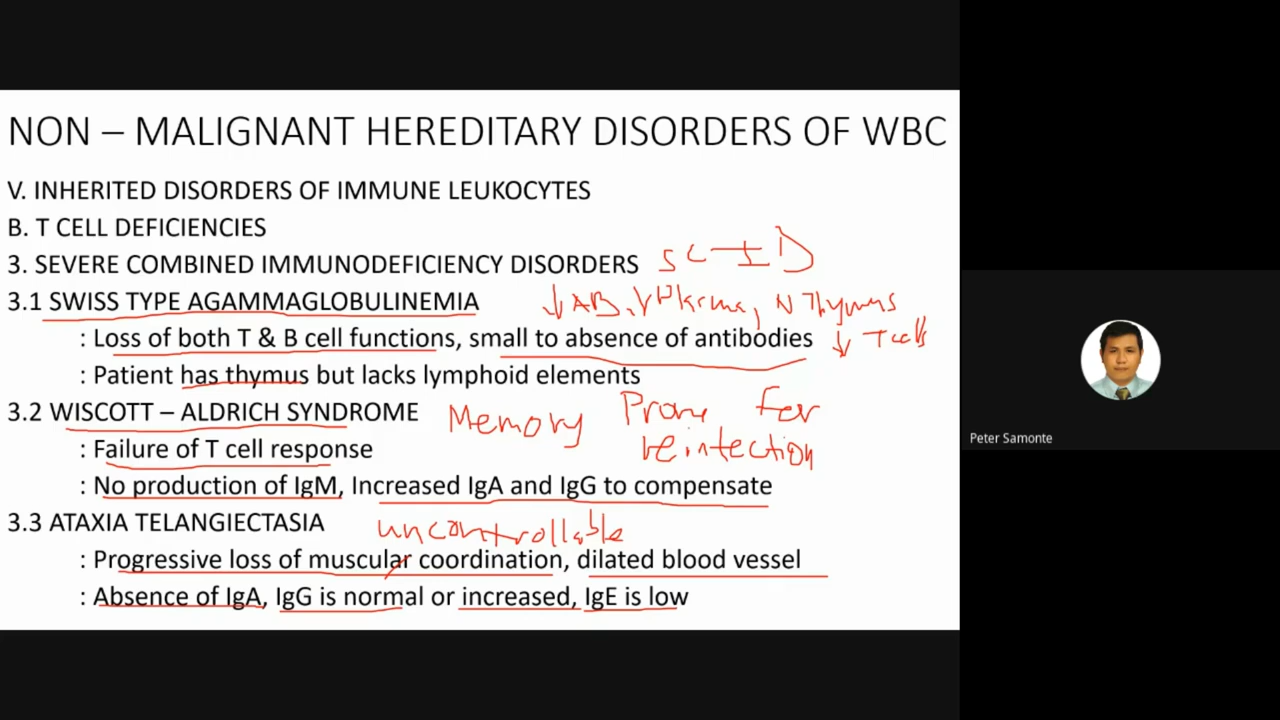 NON – MALIGNANT HEREDITARY DISORDERS OF WBC
V. INHERITED DISORDERS OF IMMUNE LEUKOCYTES
B. T CELL DEFICIENCIES
3. SEVERE COMBINED IMMUNODEFICIENCY DISORDERS SCID
3.1 SWISS TYPE AGAMMAGLOBULINEMIA ↓ AB, ↓ Plasma, N Thymus
: Loss of both T & B cell functions, small to absence of antibodies ↓ T cells
: Patient has thymus but lacks lymphoid elements
3.2 WISCOTT – ALDRICH SYNDROME Memory Prone for
: Failure of T cell response reinfection
: No production of IgM, Increased IgA and IgG to compensate
3.3 ATAXIA TELANGIECTASIA uncontrollable
: Progressive loss of muscular coordination, dilated blood vessel
: Absence of IgA, IgG is normal or increased, IgE is low
Peter Samonte